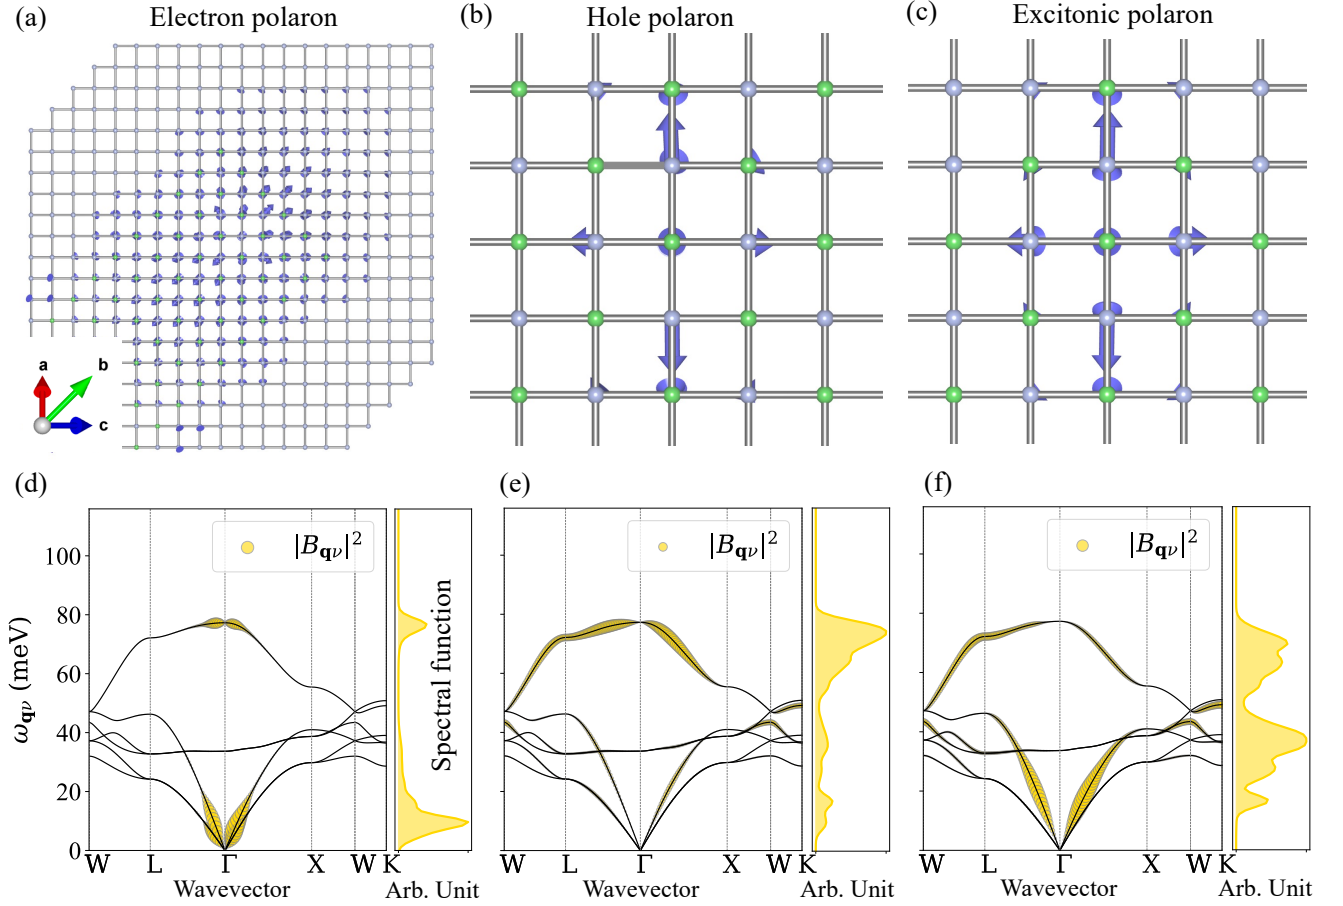 (a) Electron polaron
(b) Hole polaron
(c) Excitonic polaron
a
b
c
(d)
|B_qν|²
100
80
60
40
20
0
ω_qν (meV)
W L Γ X W K
Wavevector
Spectral function
Arb. Unit
(e)
|B_qν|²
W L Γ X W K
Wavevector
Arb. Unit
(f)
|B_qν|²
W L Γ X W K
Wavevector
Arb. Unit